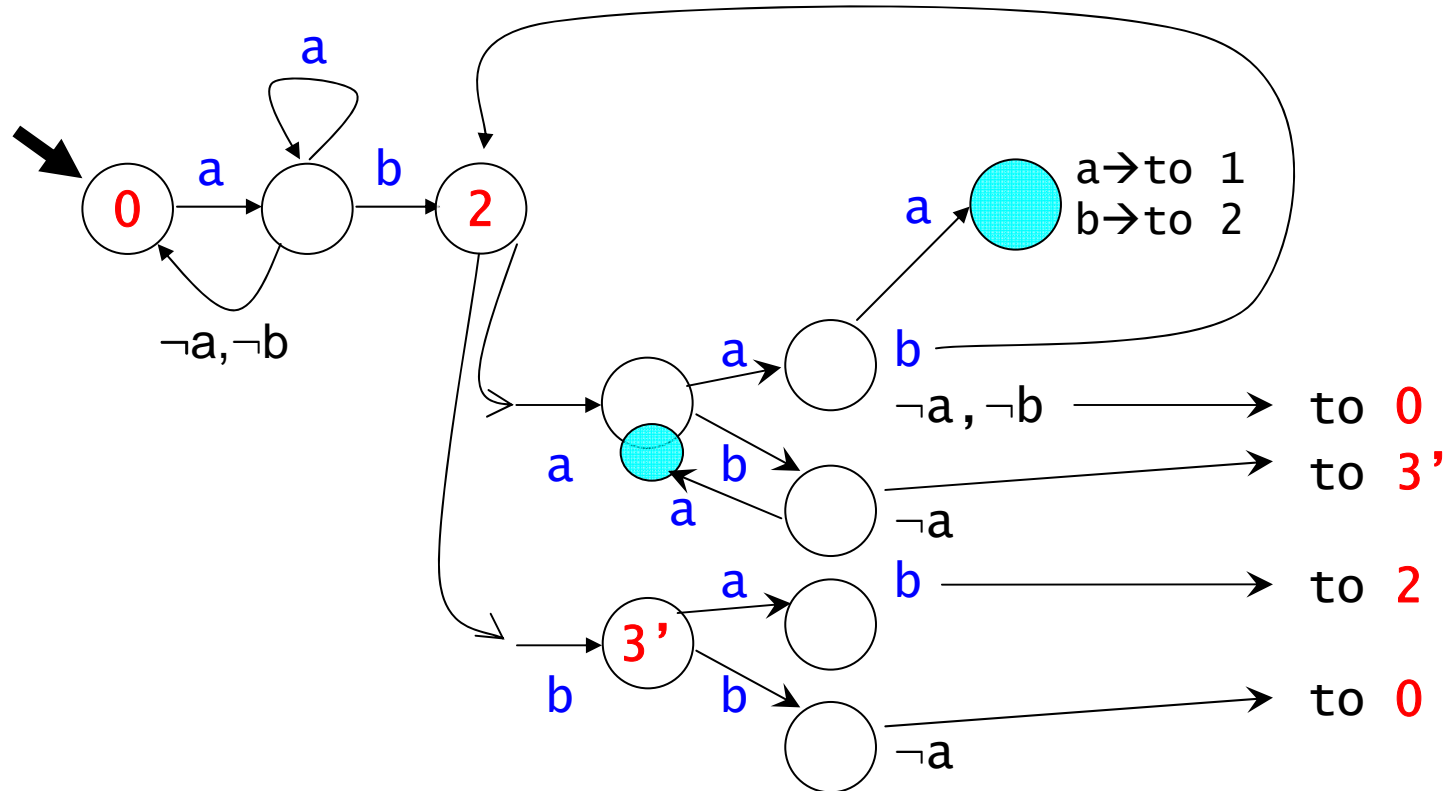 a
0 a b 2
a→to 1
b→to 2
a
¬a,¬b
a b
¬a,¬b to 0
a b to 3’
a ¬a
a b to 2
3’
b b to 0
¬a